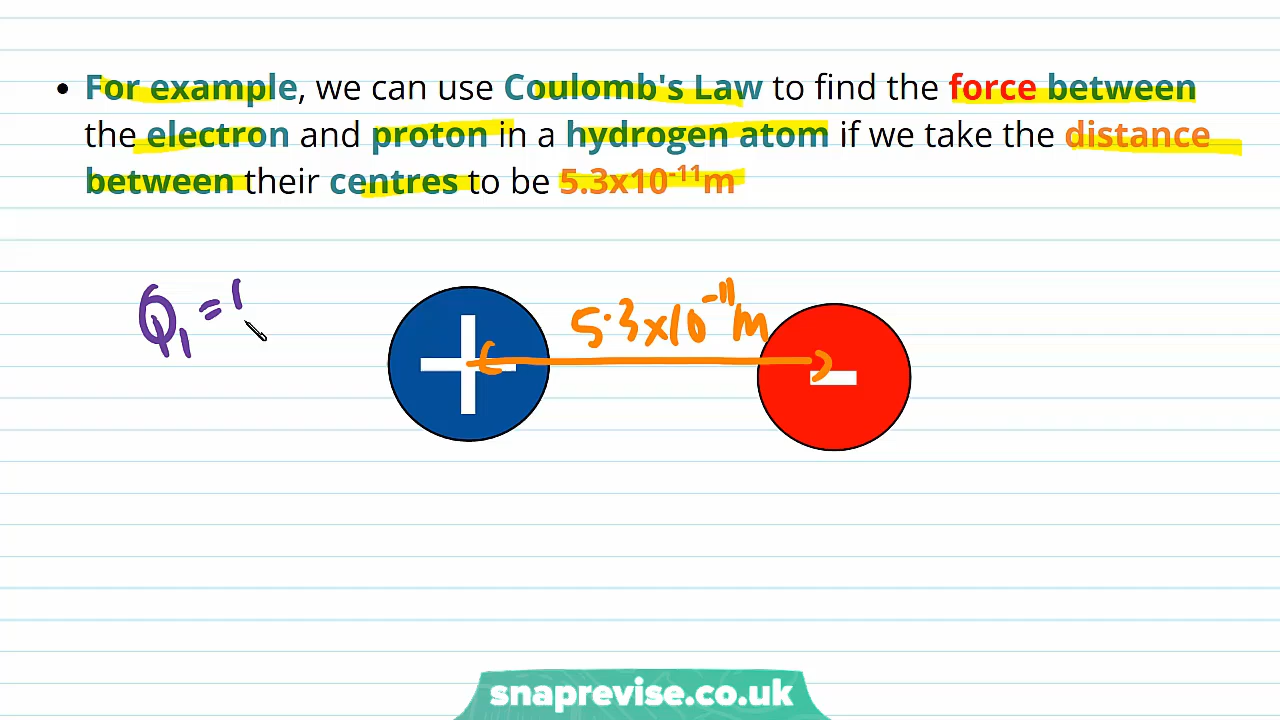 • For example, we can use Coulomb's Law to find the force between
the electron and proton in a hydrogen atom if we take the distance
between their centres to be 5.3x10⁻¹¹m
Q₁ = 1
5.3x10⁻¹¹m
+
-
snaprevise.co.uk